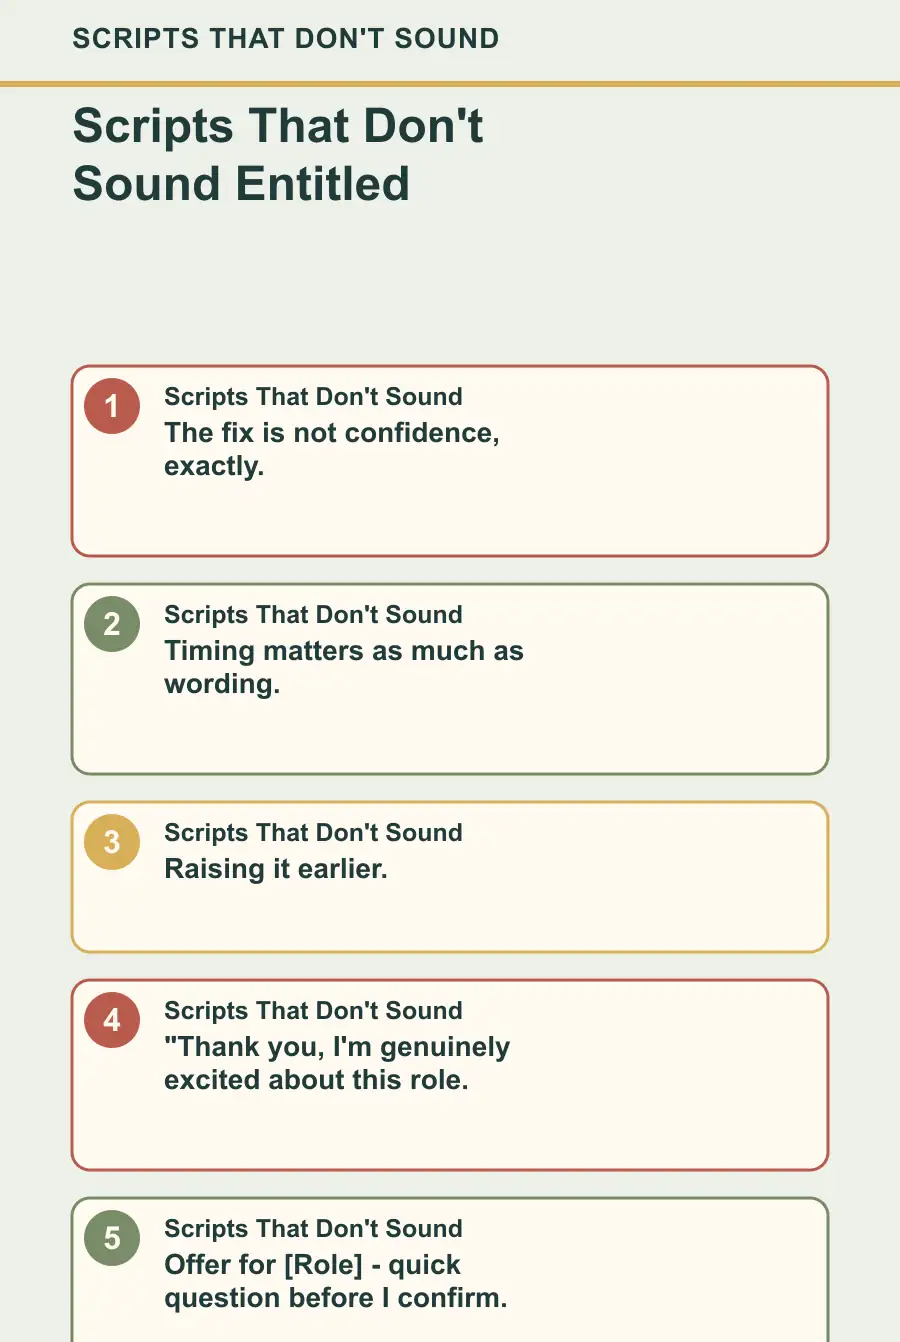 SCRIPTS THAT DON'T SOUND
Scripts That Don't
Sound Entitled
1
Scripts That Don't Sound
The fix is not confidence,
exactly.
2
Scripts That Don't Sound
Timing matters as much as
wording.
3
Scripts That Don't Sound
Raising it earlier.
4
Scripts That Don't Sound
"Thank you, I'm genuinely
excited about this role.
5
Scripts That Don't Sound
Offer for [Role] - quick
question before I confirm.